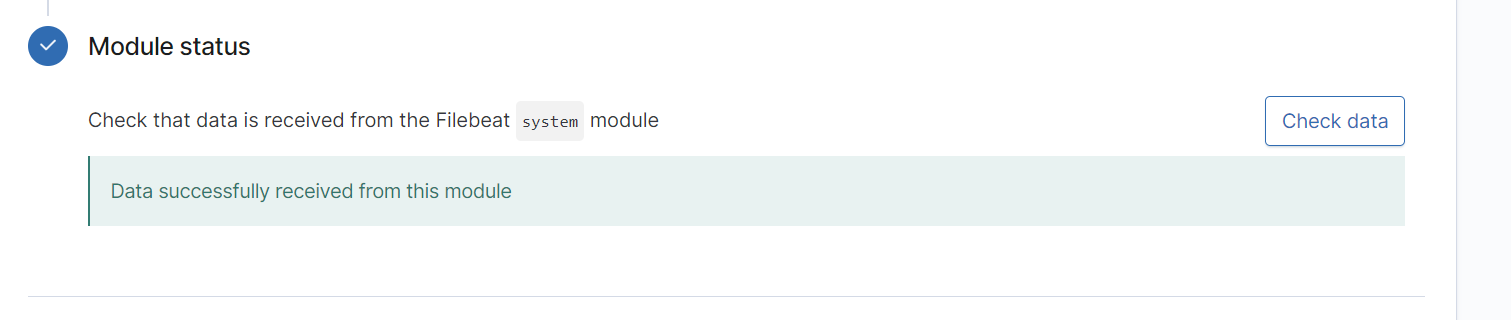 Module status
Check that data is received from the Filebeat system module
Check data
Data successfully received from this module